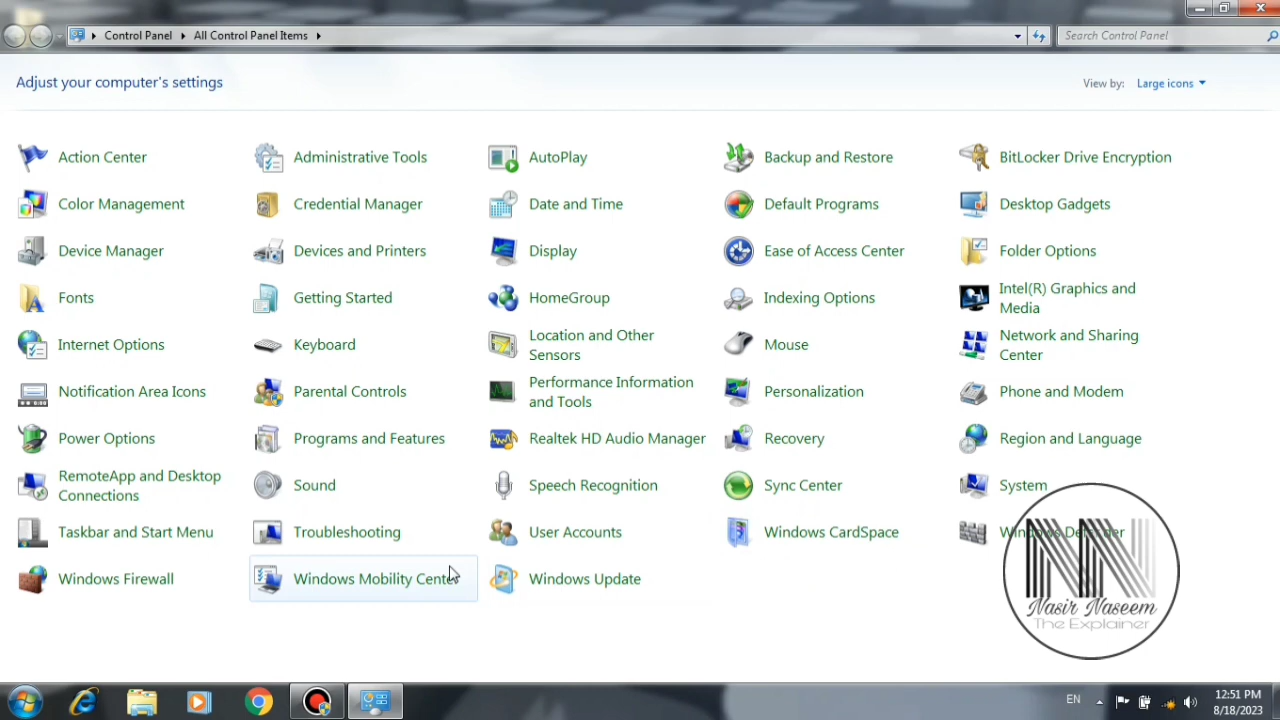 Control Panel All Control Panel Items
Search Control Panel
Adjust your computer's settings
View by: Large icons
Action Center
Administrative Tools
AutoPlay
Backup and Restore
BitLocker Drive Encryption
Color Management
Credential Manager
Date and Time
Default Programs
Desktop Gadgets
Device Manager
Devices and Printers
Display
Ease of Access Center
Folder Options
Fonts
Getting Started
HomeGroup
Indexing Options
Intel(R) Graphics and
Media
Internet Options
Keyboard
Location and Other
Sensors
Mouse
Network and Sharing
Center
Notification Area Icons
Parental Controls
Performance Information
and Tools
Personalization
Phone and Modem
Power Options
Programs and Features
Realtek HD Audio Manager
Recovery
Region and Language
RemoteApp and Desktop
Connections
Sound
Speech Recognition
Sync Center
System
Taskbar and Start Menu
Troubleshooting
User Accounts
Windows CardSpace
Windows Defender
Windows Firewall
Windows Mobility Center
Windows Update
NN
Nasir Naseem
The Explainer
EN
12:51 PM
8/18/2023